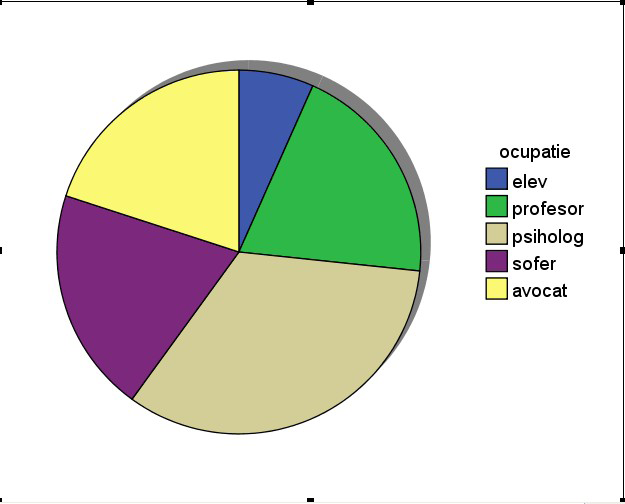 ocupatie
elev
profesor
psiholog
sofer
avocat